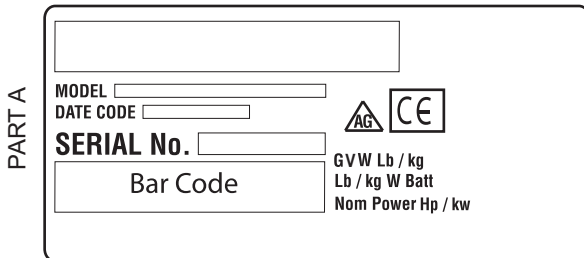 PART A
MODEL
DATE CODE
AG CE
SERIAL No.
GVW Lb / kg
Bar Code
Lb / kg W Batt
Nom Power Hp / kw